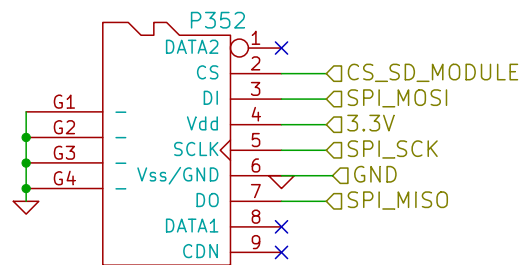 P352
DATA2 1
CS 2 CS_SD_MODULE
G1 DI 3 SPI_MOSI
G2 Vdd 4 3.3V
G3 SCLK 5 SPI_SCK
G4 Vss/GND 6 GND
DO 7 SPI_MISO
DATA1 8
CDN 9